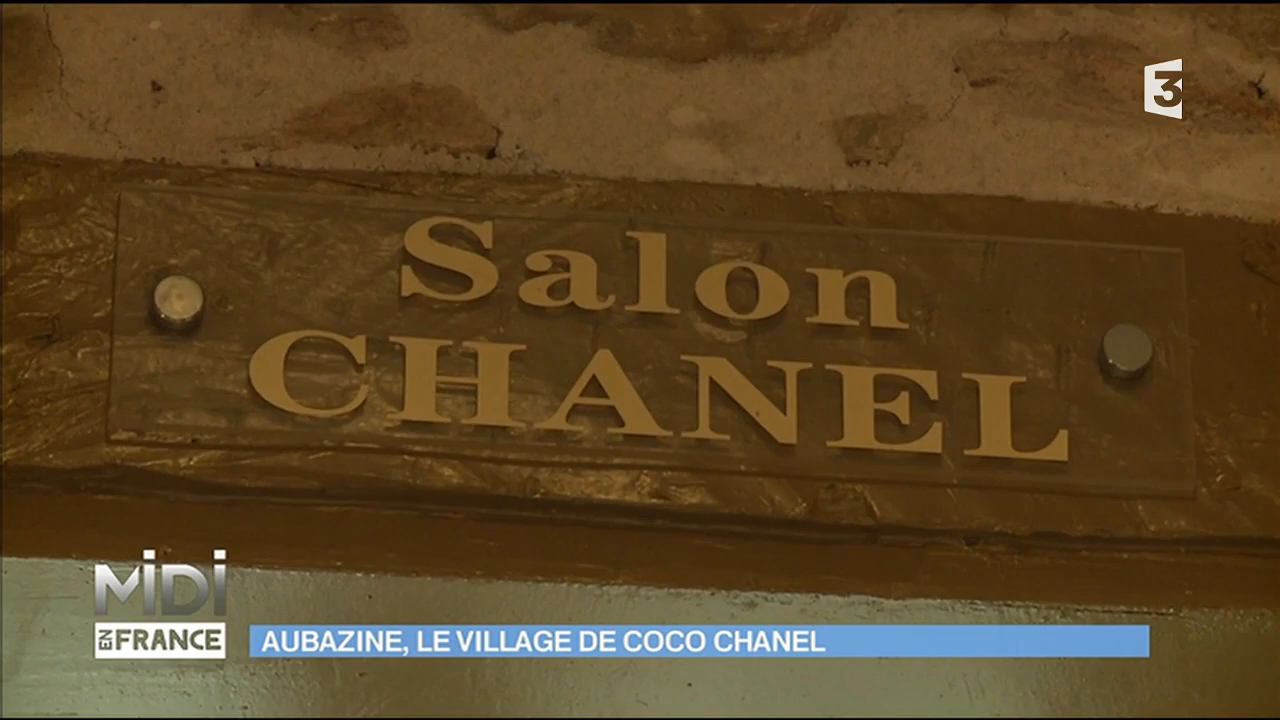 3
Salon
CHANEL
MiDi
EN FRANCE
AUBAZINE, LE VILLAGE DE COCO CHANEL